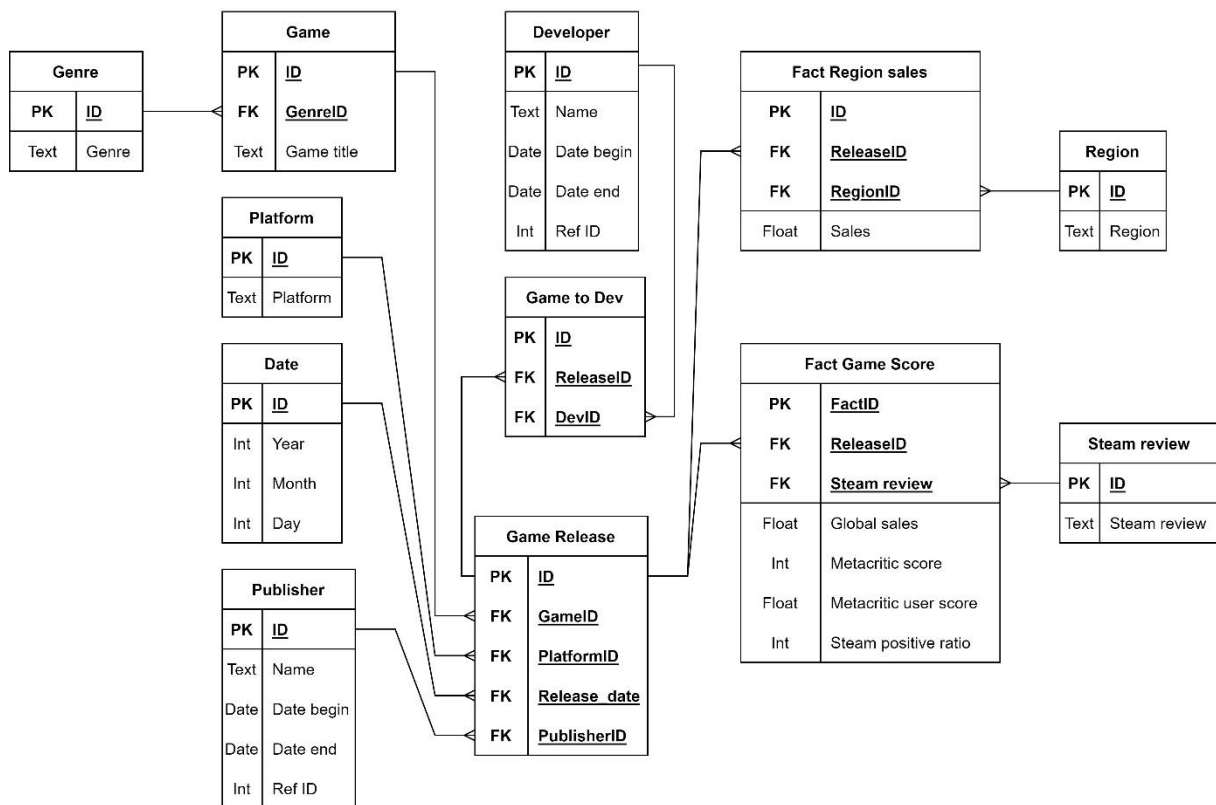 Genre
PK ID
Text Genre
Game
PK ID
FK GenreID
Text Game title
Platform
PK ID
Text Platform
Date
PK ID
Int Year
Int Month
Int Day
Publisher
PK ID
Text Name
Date Date begin
Date Date end
Int Ref ID
Developer
PK ID
Text Name
Date Date begin
Date Date end
Int Ref ID
Game to Dev
PK ID
FK ReleaseID
FK DevID
Game Release
PK ID
FK GameID
FK PlatformID
FK Release_date
FK PublisherID
Fact Region sales
PK ID
FK ReleaseID
FK RegionID
Float Sales
Region
PK ID
Text Region
Fact Game Score
PK FactID
FK ReleaseID
FK Steam review
Float Global sales
Int Metacritic score
Float Metacritic user score
Int Steam positive ratio
Steam review
PK ID
Text Steam review